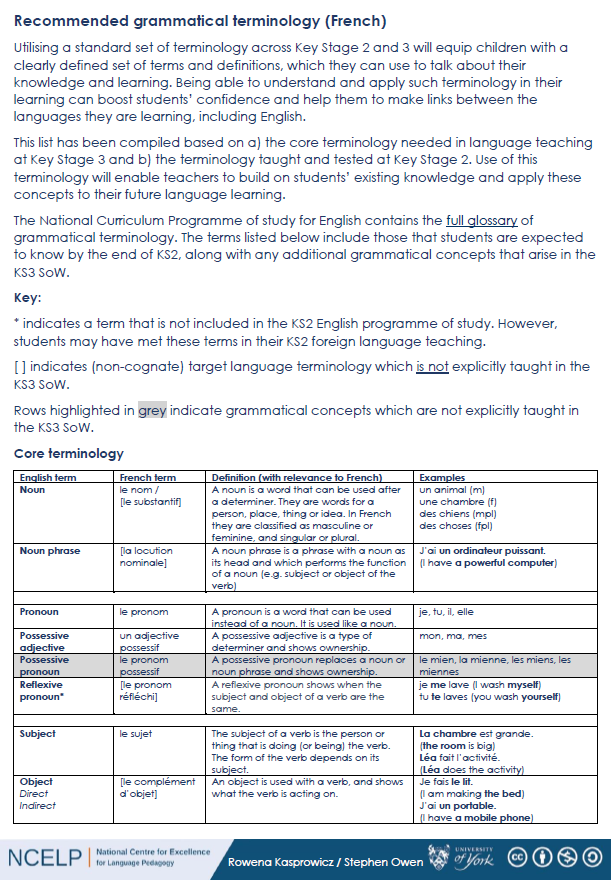 Recommended grammatical terminology (French)
Utilising a standard set of terminology across Key Stage 2 and 3 will equip children with a
clearly defined set of terms and definitions, which they can use to talk about their
knowledge and learning. Being able to understand and apply such terminology in their
learning can boost students' confidence and help them to make links between the
languages they are learning, including English.
This list has been compiled based on a) the core terminology needed in language teaching
at Key Stage 3 and b) the terminology taught and tested at Key Stage 2. Use of this
terminology will enable teachers to build on students' existing knowledge and apply these
concepts to their future language learning.
The National Curriculum Programme of study for English contains the full glossary of
grammatical terminology. The terms listed below include those that students are expected
to know by the end of KS2, along with any additional grammatical concepts that arise in the
KS3 SoW.
Key:
* indicates a term that is not included in the KS2 English programme of study. However,
students may have met these terms in their KS2 foreign language teaching.
[ ] indicates (non-cognate) target language terminology which is not explicitly taught in the
KS3 SoW.
Rows highlighted in grey indicate grammatical concepts which are not explicitly taught in
the KS3 SoW.
Core terminology
English term French term Definition (with relevance to French) Examples
Noun
le nom /
[le substantif]
A noun is a word that can be used after
a determiner. They are words for a
person, place, thing or idea. In French
they are classified as masculine or
feminine, and singular or plural.
un animal (m)
une chambre (f)
des chiens (mpl)
des choses (fpl)
Noun phrase
[la locution
nominale]
A noun phrase is a phrase with a noun as
its head and which performs the function
of a noun (e.g. subject or object of the
verb)
J'ai un ordinateur puissant.
(I have a powerful computer)
Pronoun
le pronom
A pronoun is a word that can be used
instead of a noun. It is used like a noun.
je, tu, il, elle
Possessive
adjective
un adjective
possessif
A possessive adjective is a type of
determiner and shows ownership.
mon, ma, mes
Possessive
pronoun
le pronom
possessif
A possessive pronoun replaces a noun or
noun phrase and shows ownership.
le mien, la mienne, les miens, les
miennes
Reflexive
pronoun*
[le pronom
réfléchi]
A reflexive pronoun shows when the
subject and object of a verb are the
same.
je me lave (I wash myself)
tu te laves (you wash yourself)
Subject
le sujet
The subject of a verb is the person or
thing that is doing (or being) the verb.
The form of the verb depends on its
subject.
La chambre est grande.
(the room is big)
Léa fait l'activité.
(Léa does the activity)
Object
Direct
Indirect
[le complément
d'objet]
An object is used with a verb, and shows
what the verb is acting on.
Je fais le lit.
(I am making the bed)
J'ai un portable.
(I have a mobile phone)
NCELP
National Centre for Excellence
for Language Pedagogy
Rowena Kasprowicz / Stephen Owen
UNIVERSITY
of York
cc